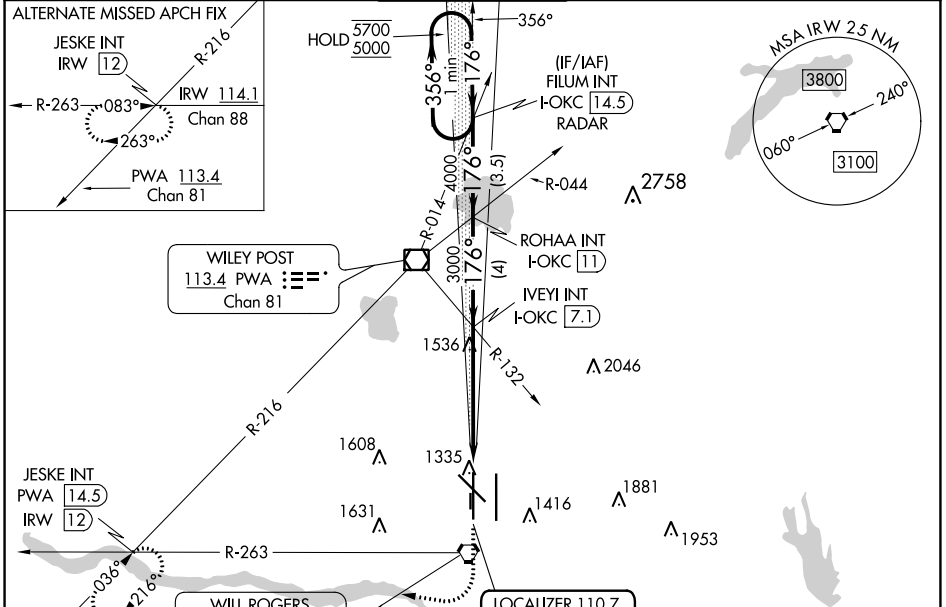 ALTERNATE MISSED APCH FIX
JESKE INT
IRW 12
R-216
R-263
083°
263°
IRW 114.1
Chan 88
PWA 113.4
Chan 81
HOLD 5700
5000
356°
1 min
176°
356°
(IF/IAF)
FILUM INT
I-OKC 14.5
RADAR
MSA IRW 25 NM
3800
240°
060°
3100
R-014
4000
176°
(3.5)
R-044
2758
WILEY POST
113.4 PWA
Chan 81
ROHAA INT
I-OKC 11
3000
176°
(4)
IVEYI INT
I-OKC 7.1
1536
R-132
2046
R-216
1608
1335
JESKE INT
PWA 14.5
IRW 12
1631
1416
1881
1953
R-263
036°
216°
WILL ROGERS
LOCALIZER 110.7